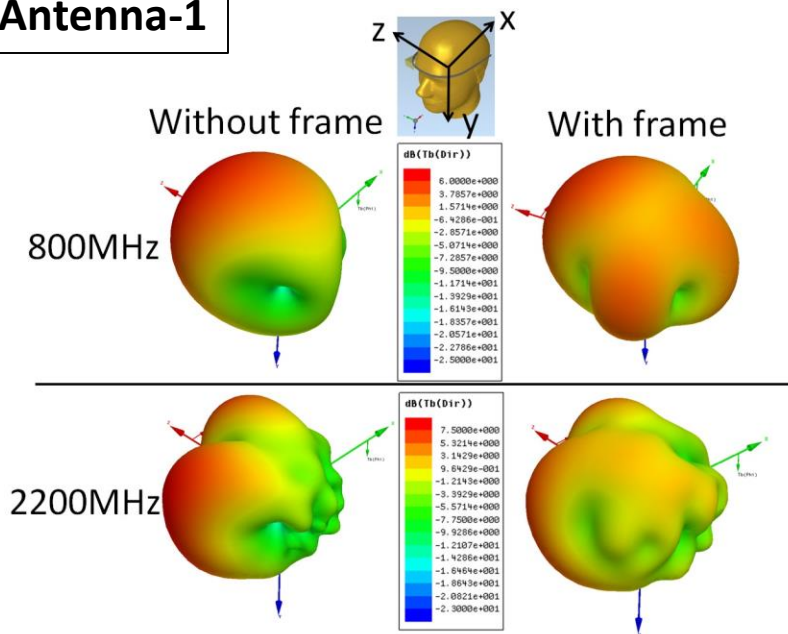 Antenna-1
z
x
y
Without frame
With frame
dB(Tb(Dir))
6.0000e+000
3.7857e+000
1.5714e+000
-6.4286e-001
-2.8571e+000
-5.0714e+000
-7.2857e+000
-9.5000e+000
-1.1714e+001
-1.3929e+001
-1.6143e+001
-1.8357e+001
-2.0571e+001
-2.2786e+001
-2.5000e+001
800MHz
dB(Tb(Dir))
7.5000e+000
5.3214e+000
3.1429e+000
9.6429e-001
-1.2143e+000
-3.3929e+000
-5.5714e+000
-7.7500e+000
-9.9286e+000
-1.2107e+001
-1.4286e+001
-1.6464e+001
-1.8643e+001
-2.0821e+001
-2.3000e+001
2200MHz